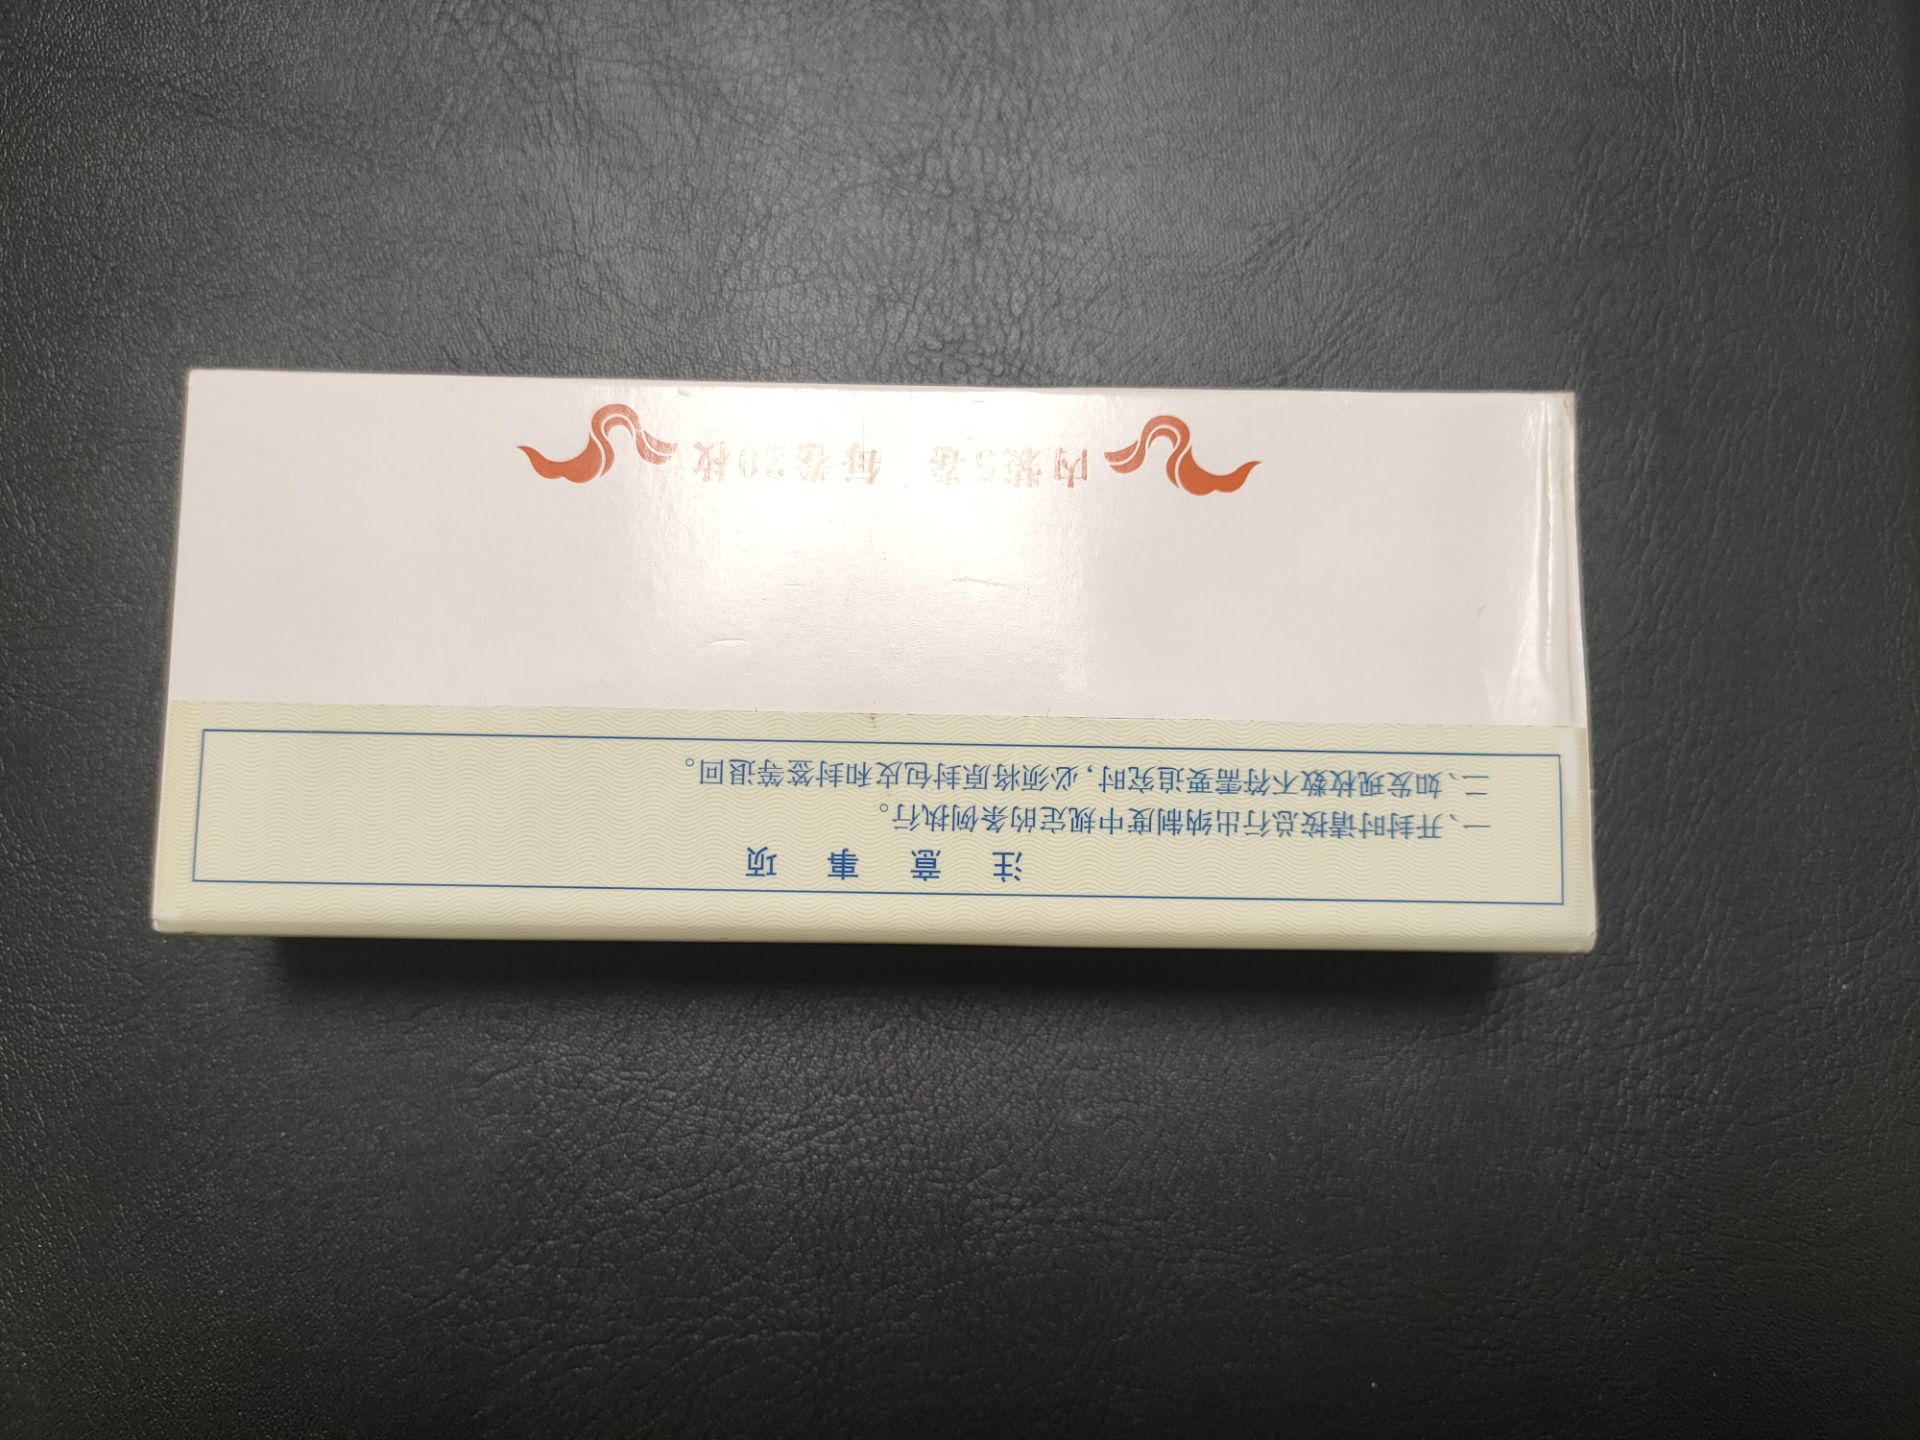 注意事项
一、开封时请按总行出纳制度中规定的条例执行。
二、如发现枚数不符需要追究时，必须将原封包皮和封签等退回。
内装5卷 每卷20枚